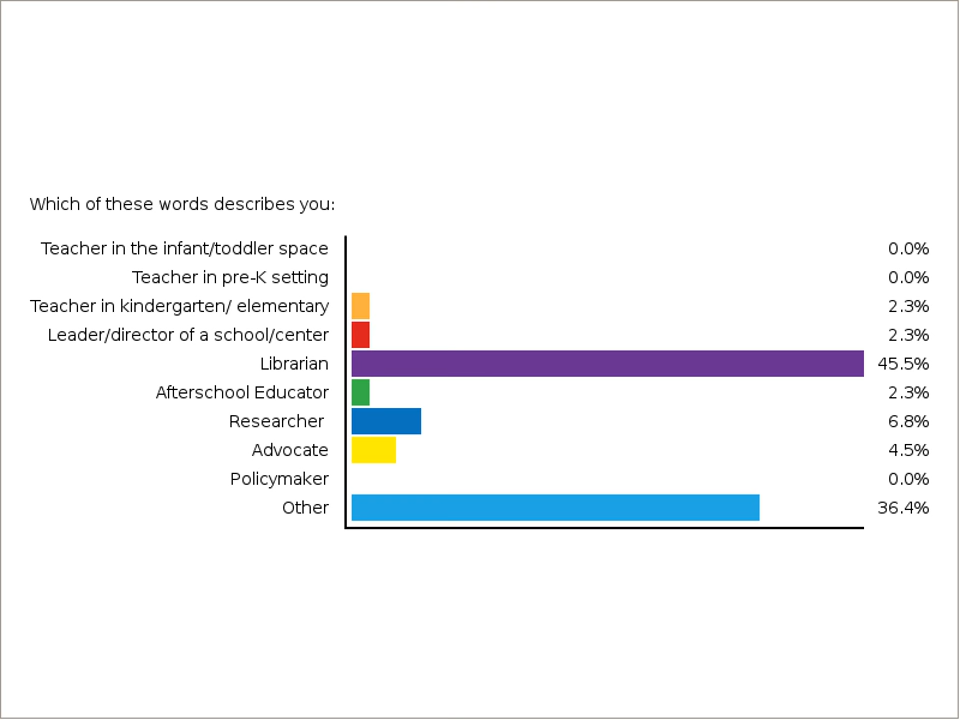 Which of these words describes you:
Teacher in the infant/toddler space 0.0%
Teacher in pre-K setting 0.0%
Teacher in kindergarten/ elementary 2.3%
Leader/director of a school/center 2.3%
Librarian 45.5%
Afterschool Educator 2.3%
Researcher 6.8%
Advocate 4.5%
Policymaker 0.0%
Other 36.4%